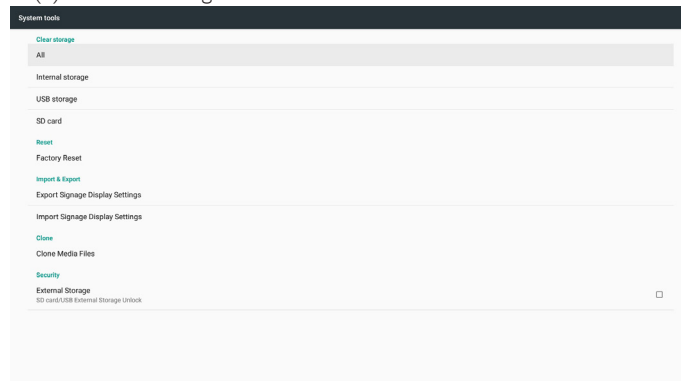 System tools
Clear storage
All
Internal storage
USB storage
SD card
Reset
Factory Reset
Import & Export
Export Signage Display Settings
Import Signage Display Settings
Clone
Clone Media Files
Security
External Storage
SD card/USB External Storage Unlock